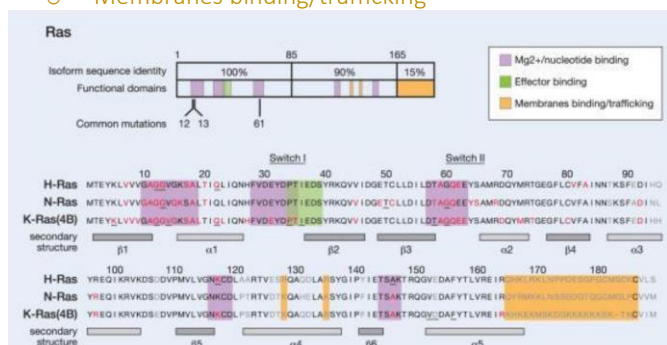 Membranes binding/trafficking
Ras
1 85 165
Isoform sequence identity 100% 90% 15%
Functional domains
Common mutations 12 13 61
Mg2+/nucleotide binding
Effector binding
Membranes binding/trafficking
Switch I Switch II
10 20 30 40 50 60 70 80 90
H-Ras MTEYKLVVVGAGGVGKSALTIQLIQNHFVDEYDPTIEDSYRKQVVIDGETCLLDILDTAGQEEYSAMRDQYMRTGEGFLCVFAINNTKSFEDIHQ
N-Ras MTEYKLVVVGAGGVGKSALTIQLIQNHFVDEYDPTIEDSYRKQVVIDGETCLLDILDTAGQEEYSAMRDQYMRTGEGFLCVFAINNSKSFADINL
K-Ras(4B) MTEYKLVVVGAGGVGKSALTIQLIQNHFVDEYDPTIEDSYRKQVVIDGETCLLDILDTAGQEEYSAMRDQYMRTGEGFLCVFAINNTKSFEDIHH
secondary
structure β1 α1 β2 β3 α2 β4 α3
100 110 120 130 140 150 160 170 180
H-Ras YREQIKRVKDSDDVPMVLVGNKCDLAARTVESRQAQDLARSYGIPYIETSAKTRQGVEDAFYTLVREIRQHKLRKLNPPDESGPGCMSCKCVLS
N-Ras
K-Ras(4B)
secondary
structure β5 α4 β6 α5